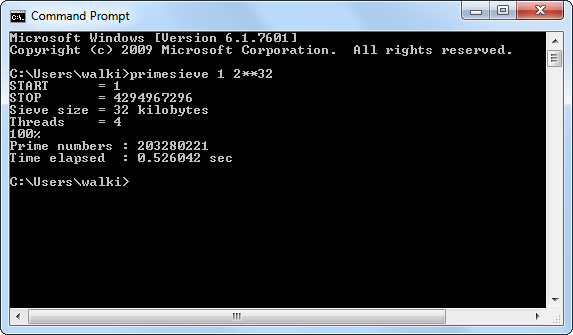 Command Prompt
Microsoft Windows [Version 6.1.7601]
Copyright (c) 2009 Microsoft Corporation.  All rights reserved.
C:\Users\walki>primesieve 1 2**32
START      = 1
STOP       = 4294967296
Sieve size = 32 kilobytes
Threads    = 4
100%
Prime numbers : 203280221
Time elapsed  : 0.526042 sec
C:\Users\walki>